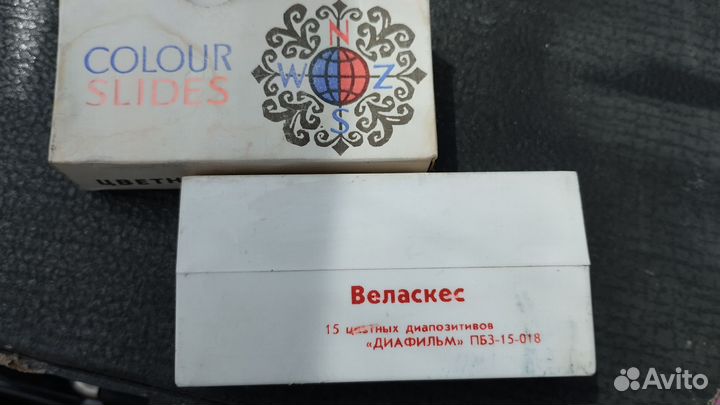 COLOUR
SLIDES
N
W Z
S
Веласкес
15 цветных диапозитивов
«ДИАФИЛЬМ» ПБЗ-15-018
Avito